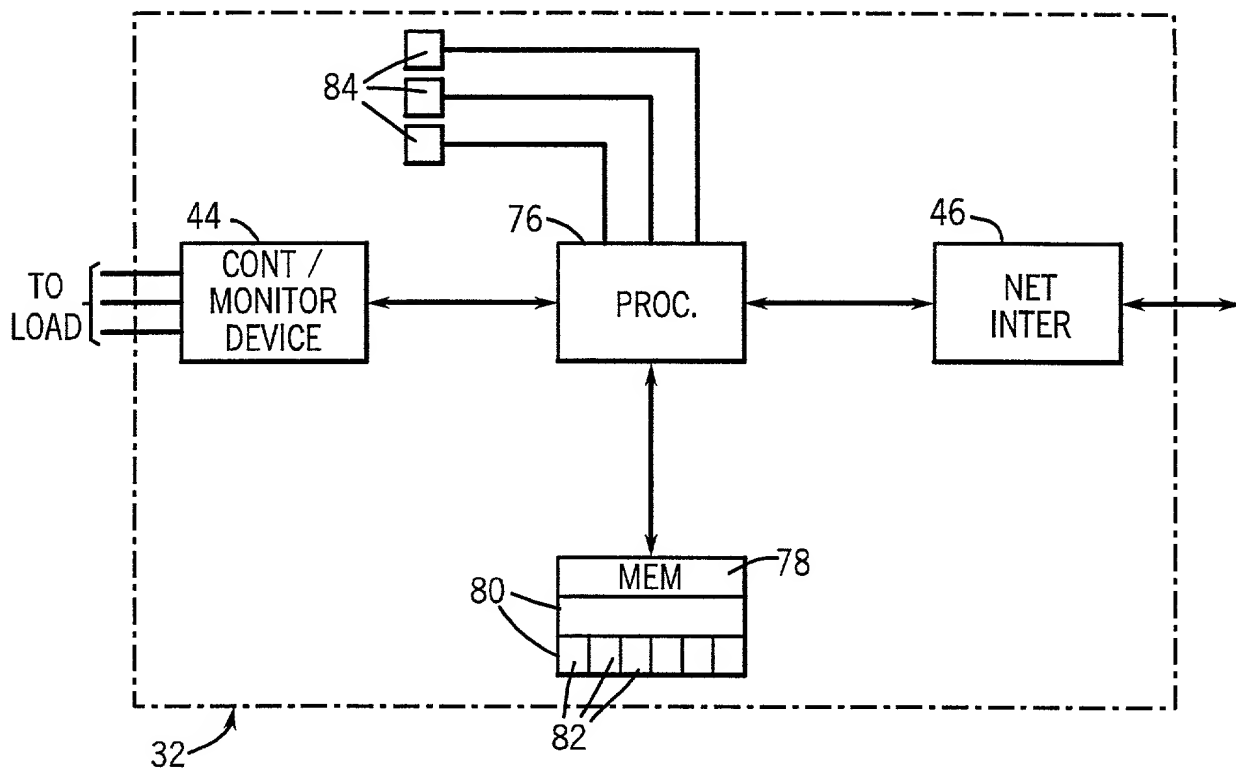 84
44
76
46
TO
LOAD
CONT /
MONITOR
DEVICE
PROC.
NET
INTER
MEM
78
80
82
32